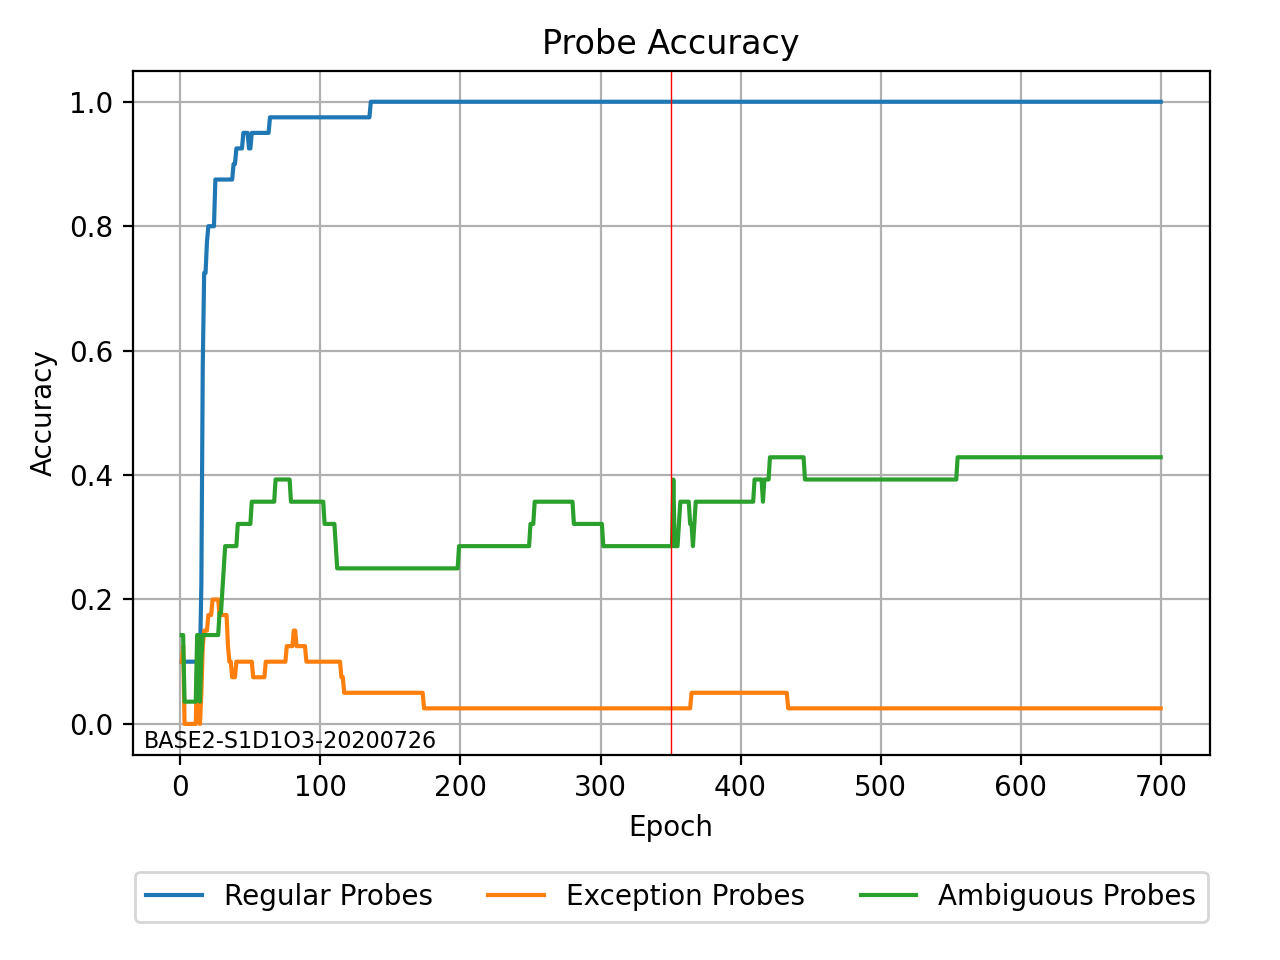 Probe Accuracy
1.0
0.8
0.6
0.4
0.2
0.0
Accuracy
BASE2-S1D1O3-20200726
0 100 200 300 400 500 600 700
Epoch
Regular Probes Exception Probes Ambiguous Probes